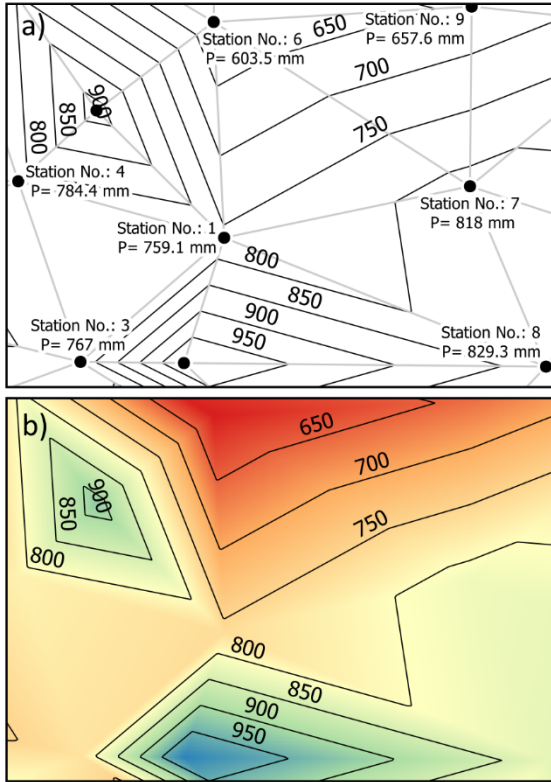 a)
Station No.: 6
P= 603.5 mm
Station No.: 9
P= 657.6 mm
650
700
750
900
850
800
Station No.: 4
P= 784.4 mm
Station No.: 1
P= 759.1 mm
Station No.: 7
P= 818 mm
800
850
900
950
Station No.: 3
P= 767 mm
Station No.: 8
P= 829.3 mm
b)
650
700
750
900
850
800
800
850
900
950